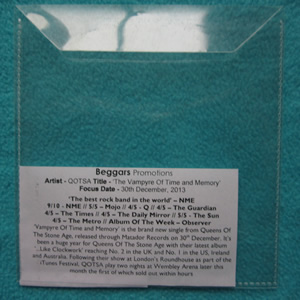 Beggars Promotions
Artist - QOTSA Title - 'The Vampyre Of Time and Memory'
Focus Date - 30th December, 2013
'The best rock band in the world' – NME
9/10 - NME // 5/5 – Mojo // 4/5 - Q // 4/5 – The Guardian
4/5 – The Times // 4/5 – The Daily Mirror // 5/5 - The Sun
4/5 – The Metro // Album Of The Week – Observer
'Vampyre Of Time and Memory' is the brand new single from Queens Of
The Stone Age, released through Matador Records on 30th December. It's
been a huge year for Queens Of The Stone Age with their latest album
'...Like Clockwork' reaching No. 2 in the UK, and No. 1 in the US, Ireland
and Australia. Following their show at London's Roundhouse as part of the
iTunes Festival, QOTSA play two nights at Wembley Arena later this
month the first of which sold out within hours